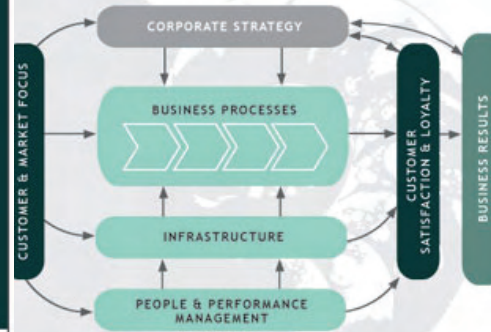 CORPORATE STRATEGY
CUSTOMER & MARKET FOCUS
BUSINESS PROCESSES
INFRASTRUCTURE
PEOPLE & PERFORMANCE
MANAGEMENT
CUSTOMER
SATISFACTION & LOYALTY
BUSINESS RESULTS